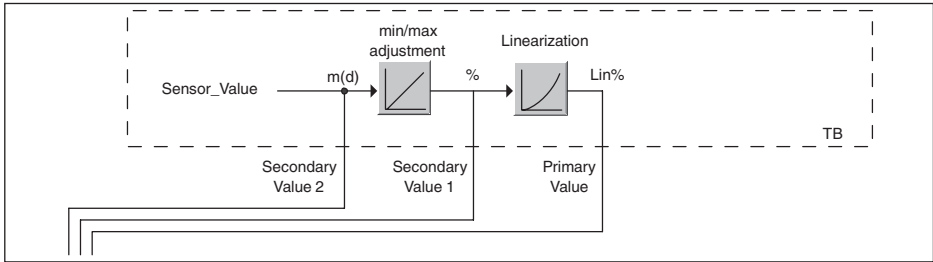 min/max
adjustment
Linearization
Sensor_Value
m(d)
%
Lin%
TB
Secondary
Value 2
Secondary
Value 1
Primary
Value